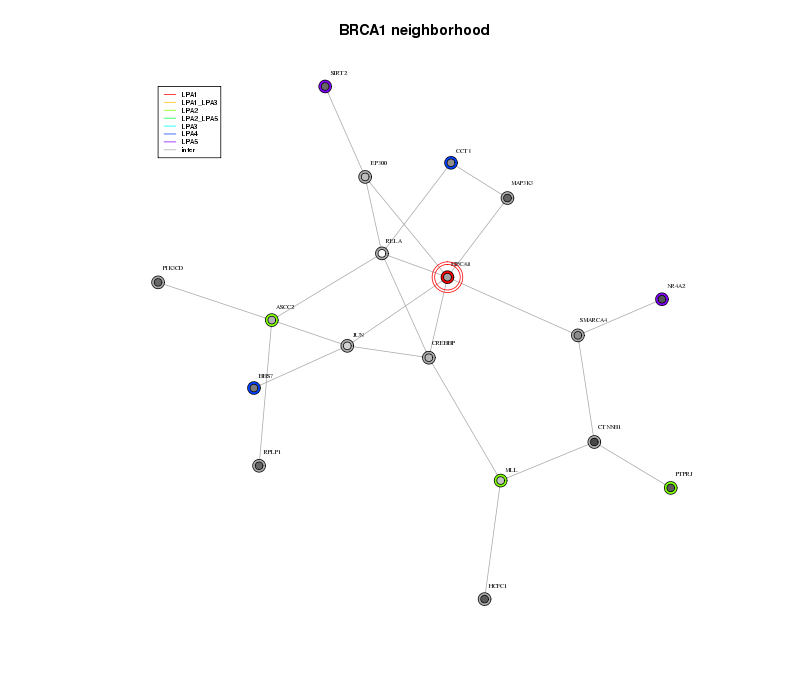 BRCA1 neighborhood
SIRT2
LPA1
LPA1_LPA3
LPA2
LPA2_LPA5
LPA3
LPA4
LPA5
inter
CCT1
EP300
MAP3K3
RELA
BRCA1
PIK3CD
NR4A2
ASCC2
SMARCA4
JUN
CREBBP
BBS7
CTNNB1
RPLP1
MLL
PTPRJ
HCFC1